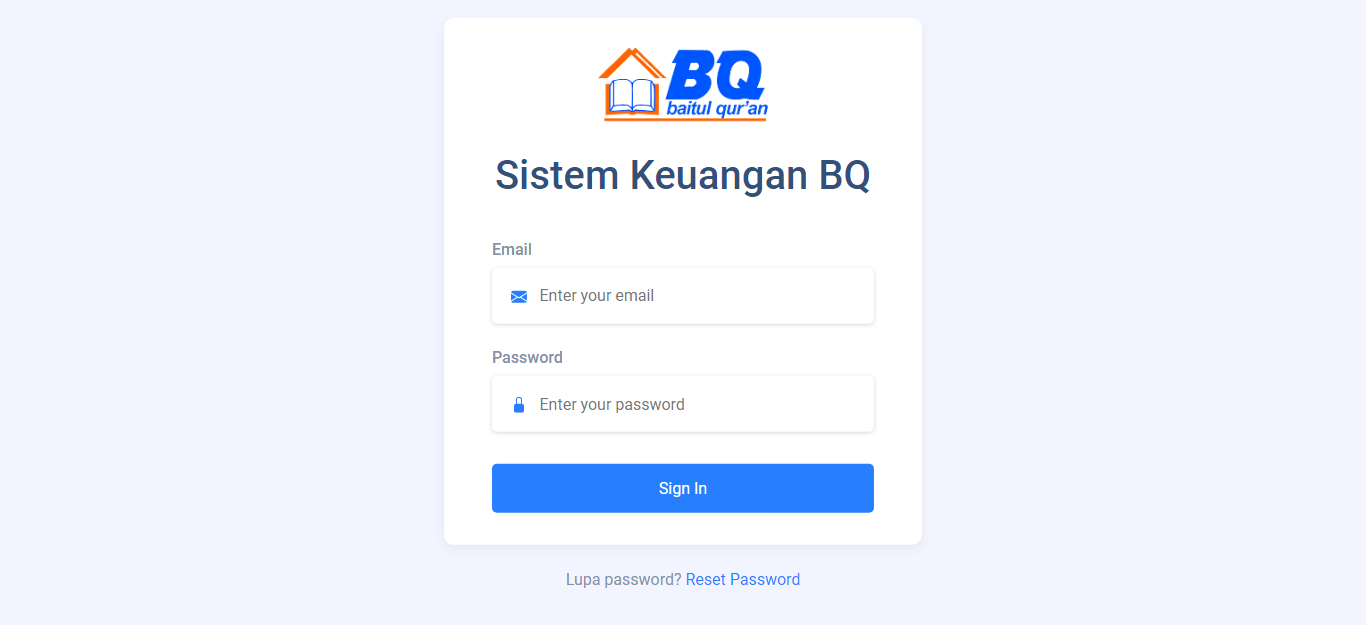 BQ
baitul qur'an
Sistem Keuangan BQ
Email
Enter your email
Password
Enter your password
Sign In
Lupa password? Reset Password